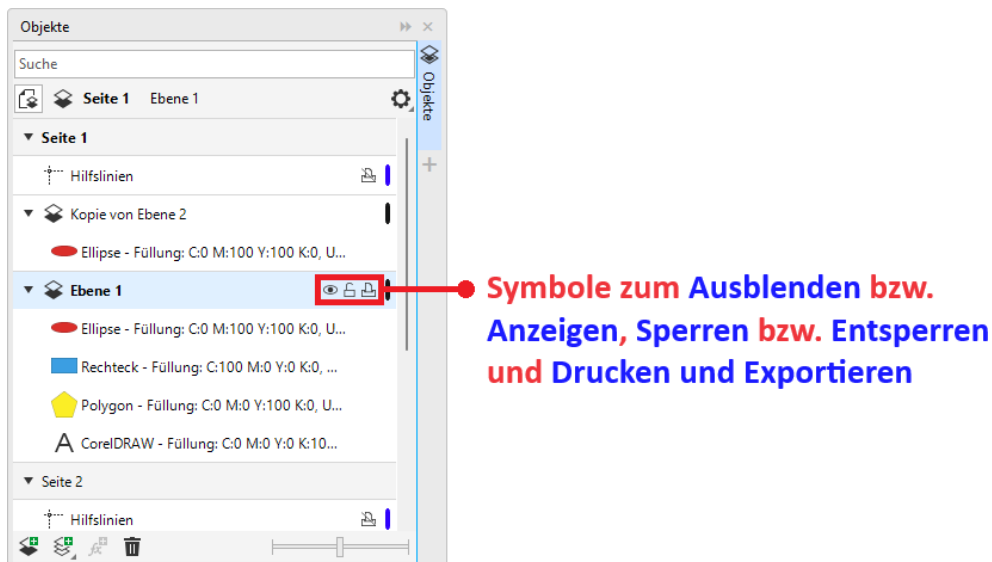 Objekte
Suche
Seite 1 Ebene 1
Objekte
Seite 1
Hilfslinien
Kopie von Ebene 2
Ellipse - Füllung: C:0 M:100 Y:100 K:0, U...
Ebene 1
Ellipse - Füllung: C:0 M:100 Y:100 K:0, U...
Rechteck - Füllung: C:100 M:0 Y:0 K:0, ...
Polygon - Füllung: C:0 M:0 Y:100 K:0, U...
CorelDRAW - Füllung: C:0 M:0 Y:0 K:10...
Seite 2
Hilfslinien
Symbole zum Ausblenden bzw.
Anzeigen, Sperren bzw. Entsperren
und Drucken und Exportieren